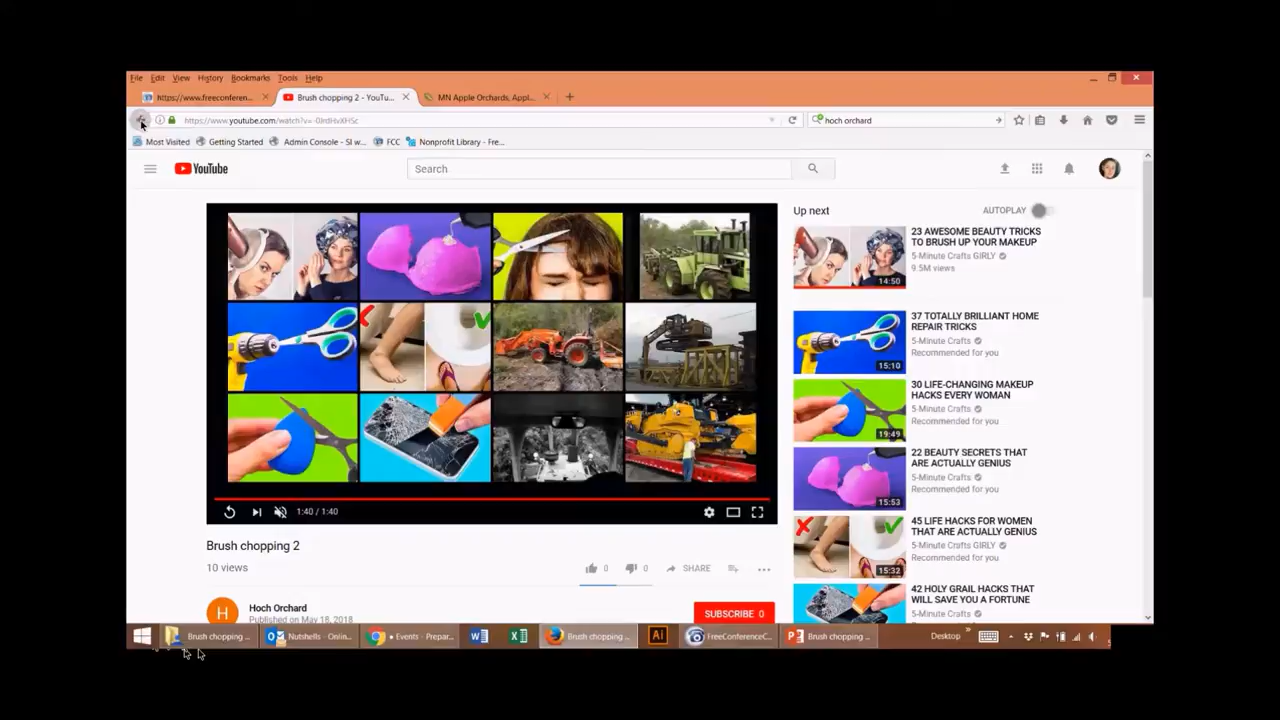 File Edit View History Bookmarks Tools Help
https://www.freeconferen... Brush chopping 2 - YouTu... MN Apple Orchards, Appl...
hoch orchard
Most Visited Getting Started Admin Console - SI w... FCC Nonprofit Library - Fre...
YouTube Search
Up next AUTOPLAY
23 AWESOME BEAUTY TRICKS
TO BRUSH UP YOUR MAKEUP
5-Minute Crafts GIRLY
9.5M views
14:50
37 TOTALLY BRILLIANT HOME
REPAIR TRICKS
5-Minute Crafts
Recommended for you
15:10
30 LIFE-CHANGING MAKEUP
HACKS EVERY WOMAN
5-Minute Crafts
Recommended for you
19:49
22 BEAUTY SECRETS THAT
ARE ACTUALLY GENIUS
5-Minute Crafts
Recommended for you
15:53
45 LIFE HACKS FOR WOMEN
THAT ARE ACTUALLY GENIUS
5-Minute Crafts GIRLY
Recommended for you
15:32
42 HOLY GRAIL HACKS THAT
WILL SAVE YOU A FORTUNE
5-Minute Crafts
1:40 / 1:40
Brush chopping 2
10 views
0 0 SHARE
H Hoch Orchard
Published on May 18, 2018
SUBSCRIBE 0
Brush chopping ... Nutshells - Onlin... Events - Prepar... Brush chopping ... Ai FreeConferenceC... Brush chopping ... Desktop